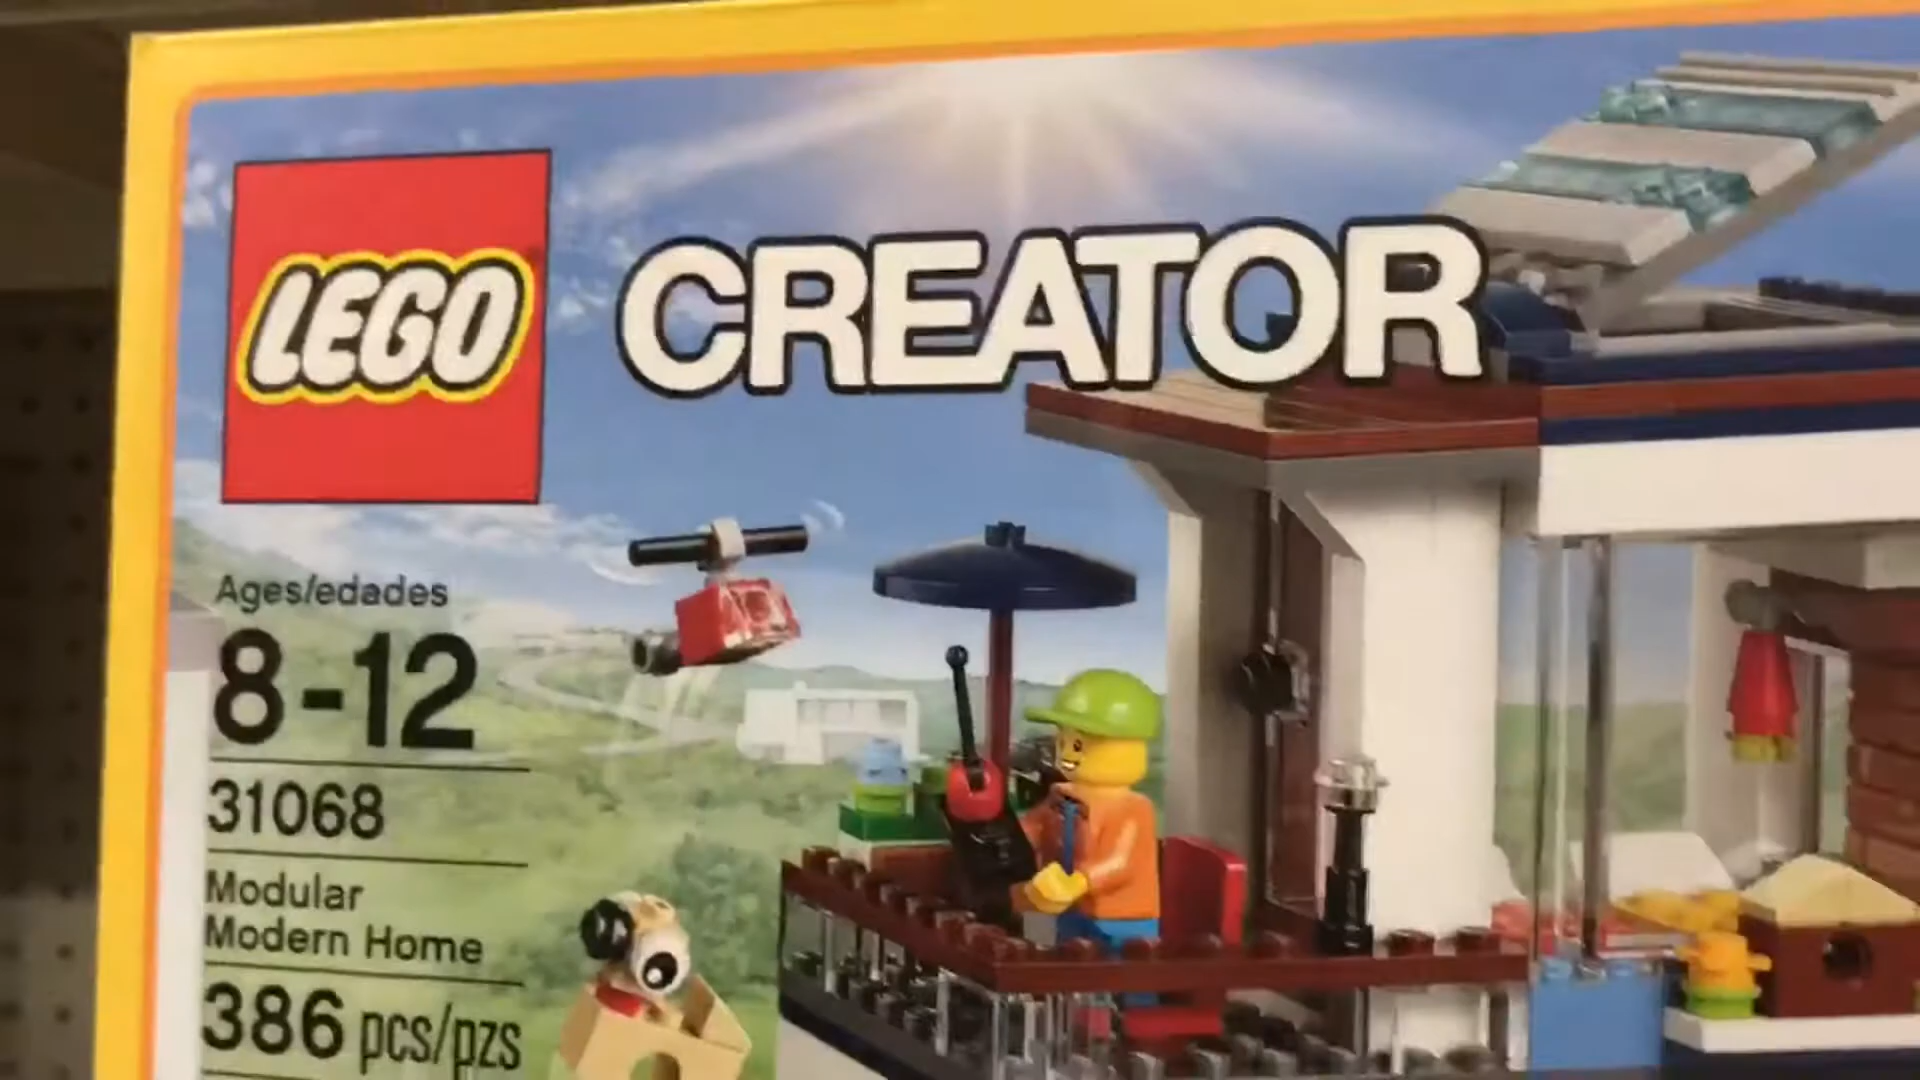 LEGO CREATOR
Ages/edades
8-12
31068
Modular
Modern Home
386 pcs/pzs